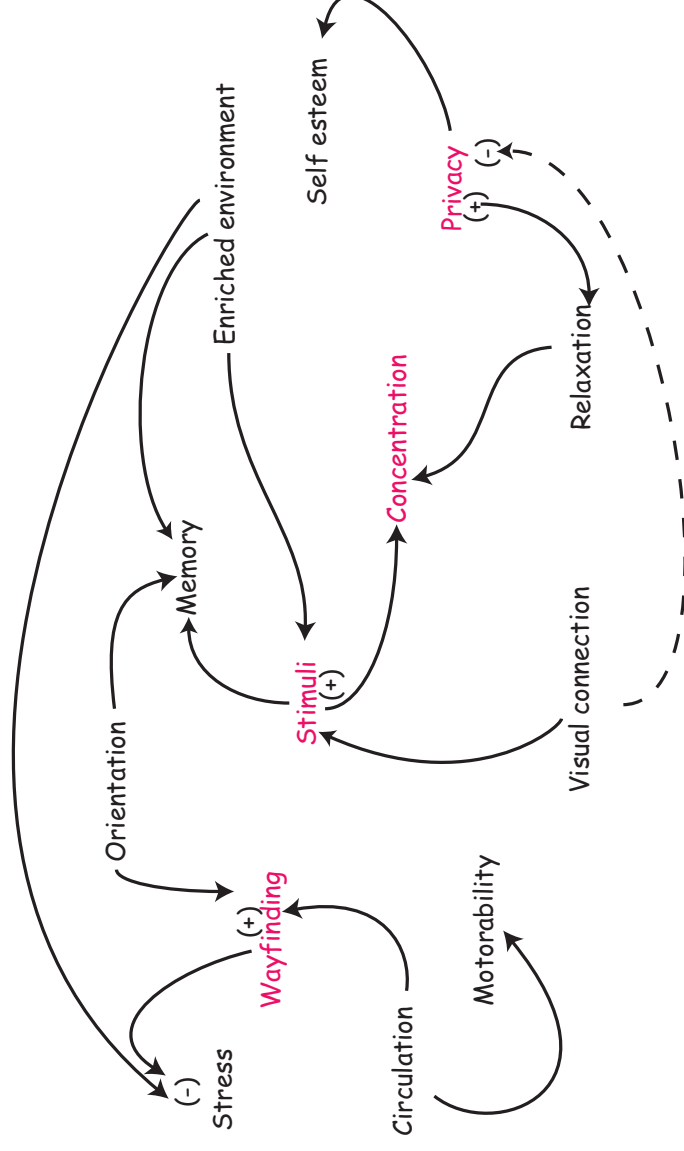 Stress
(-)
Circulation
Wayfinding
(+)
Motorability
Orientation
Visual connection
Stimuli
(+)
Memory
Concentration
Relaxation
Enriched environment
Self esteem
Privacy
(+)
(-)